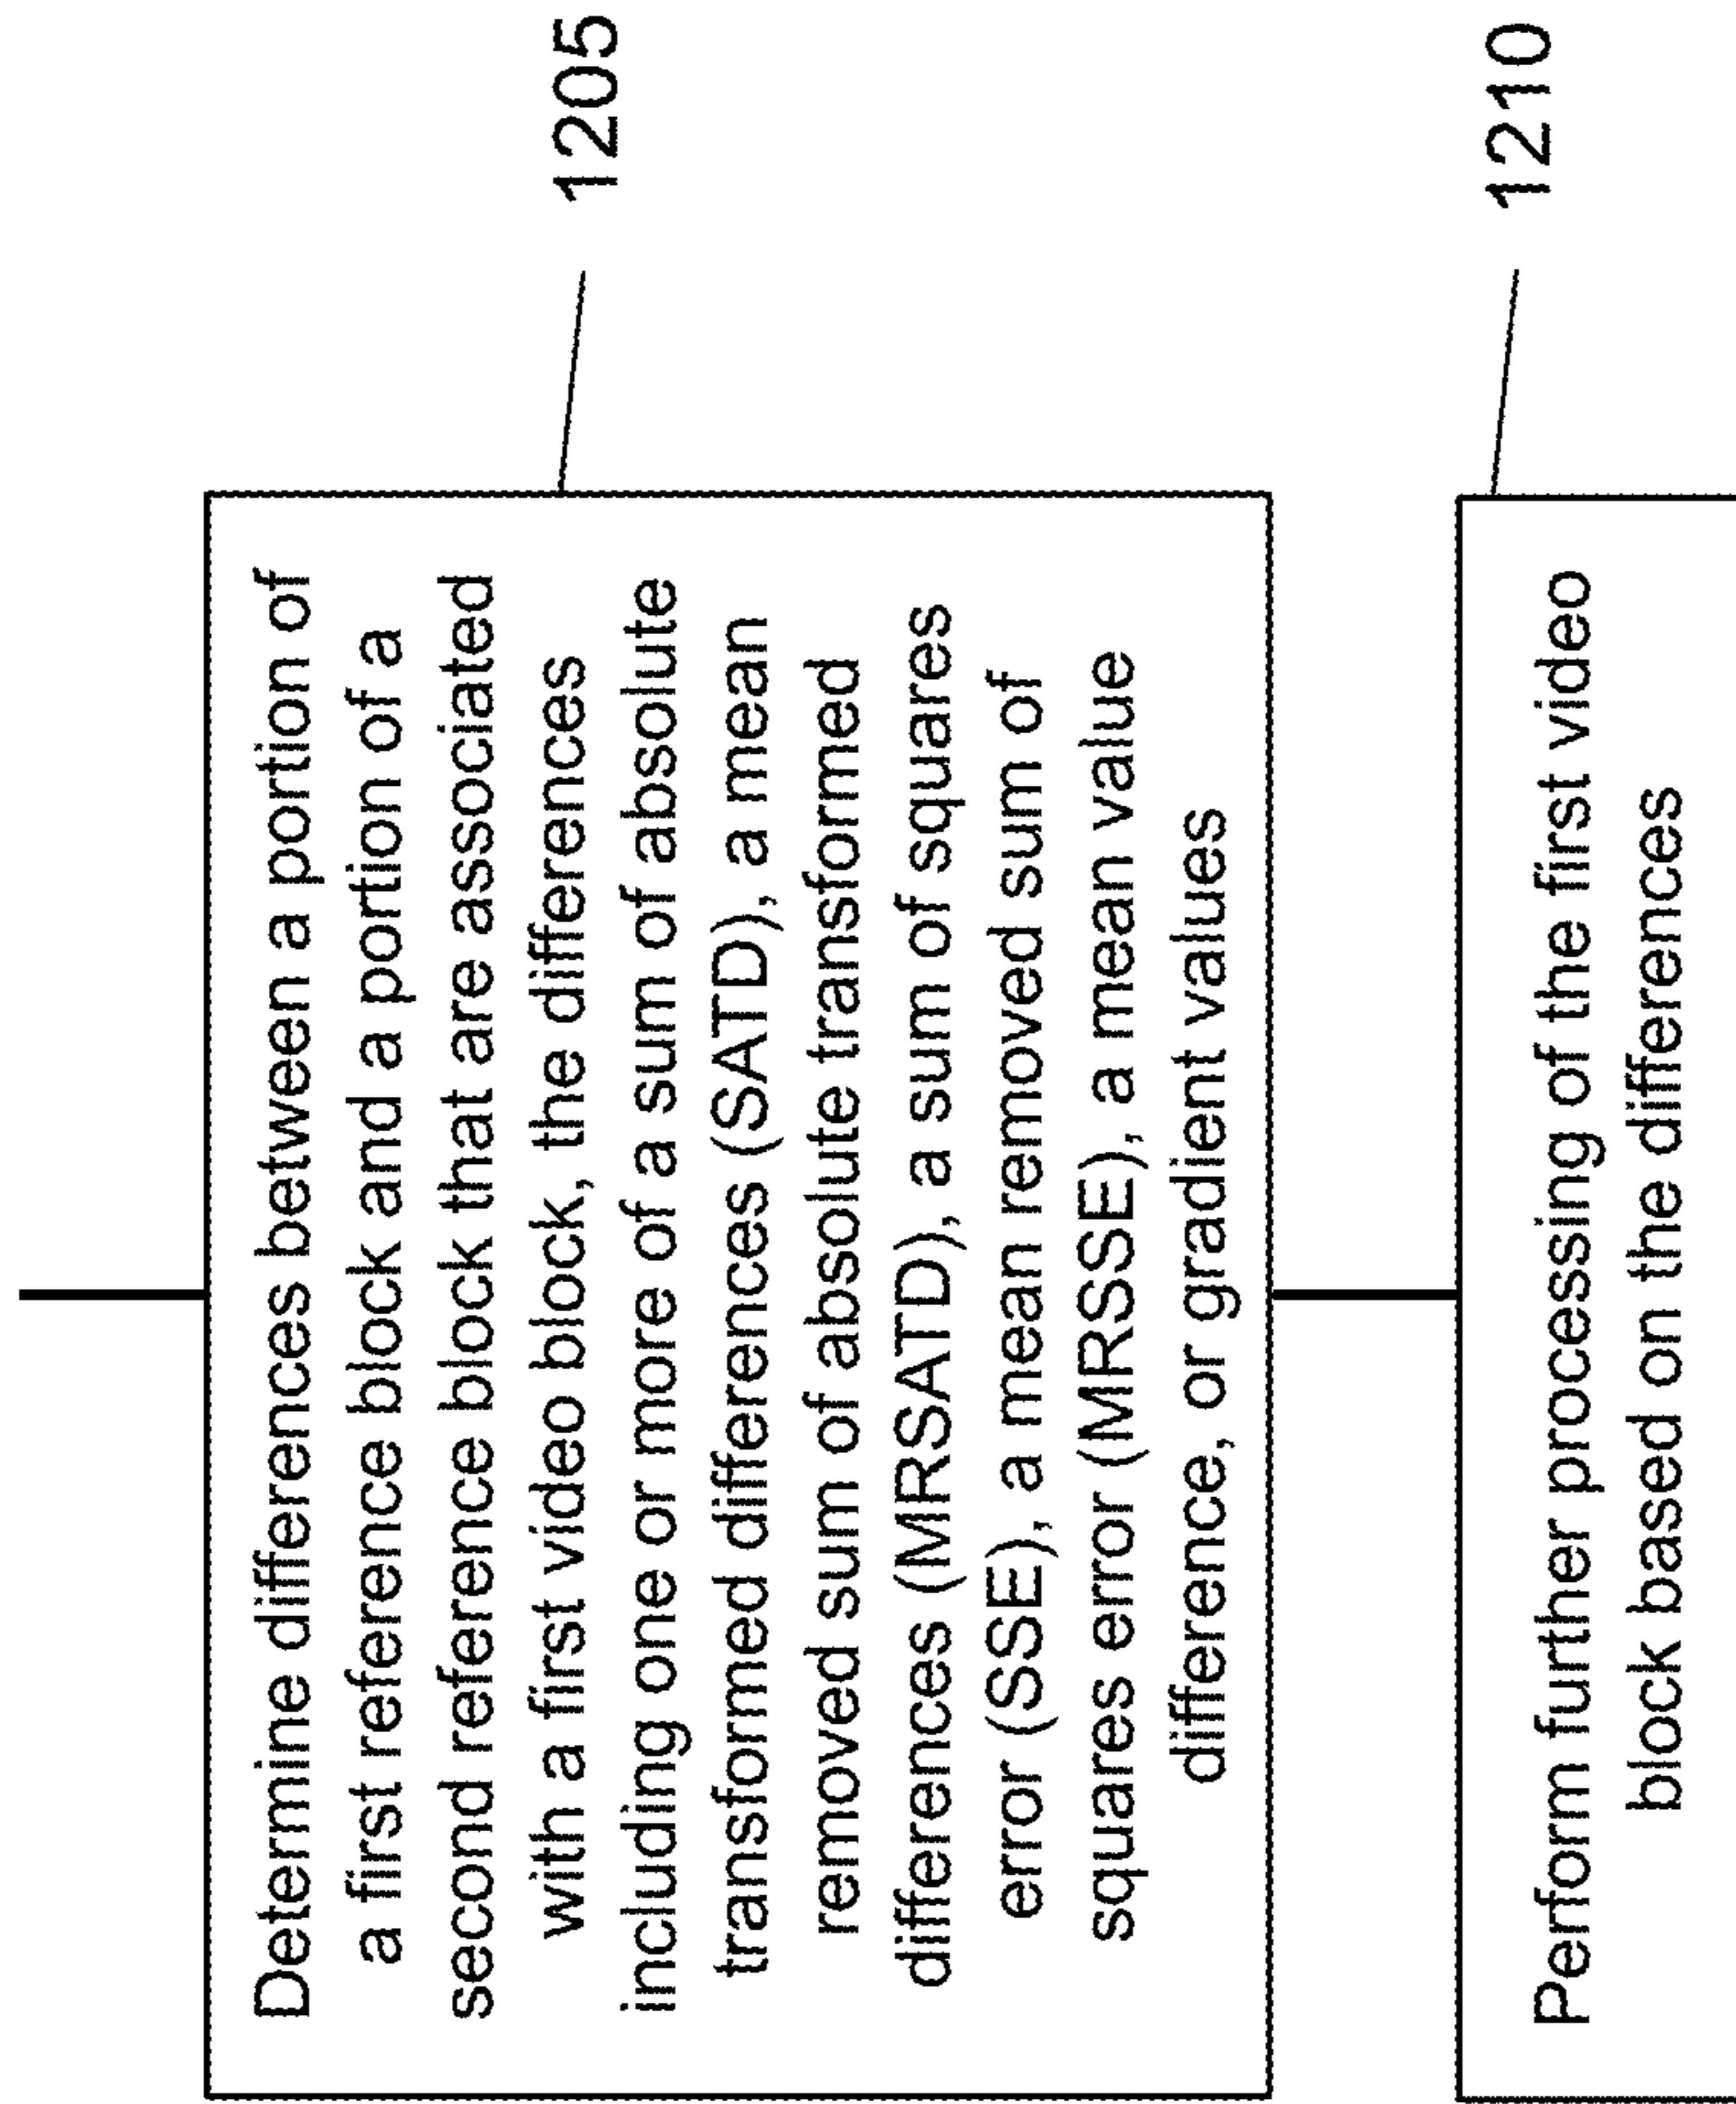 Determine differences between a portion of
a first reference block and a portion of a
second reference block that are associated
with a first video block, the differences
including one or more of a sum of absolute
transformed differences (SATD), a mean
removed sum of absolute transformed
differences (MRSATD), a sum of squares
error (SSE), a mean removed sum of
squares error (MRSSE), a mean value
difference, or gradient values
1205
Perform further processing of the first video
block based on the differences
1210